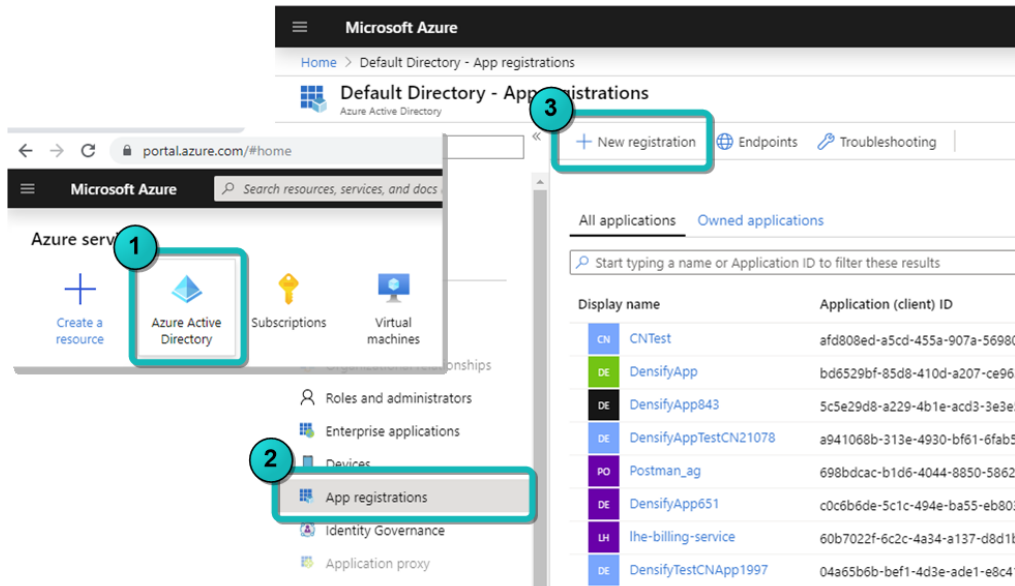 Microsoft Azure
Home > Default Directory - App registrations
Default Directory - App registrations
Azure Active Directory
3
+ New registration
Endpoints
Troubleshooting
«
portal.azure.com/#home
Microsoft Azure
Search resources, services, and docs
Azure
1
Create a resource
Azure Active Directory
Subscriptions
Virtual machines
Roles and administrators
Enterprise applications
Devices
2
App registrations
Identity Governance
Application proxy
All applications
Owned applications
Start typing a name or Application ID to filter these results
Display name
Application (client) ID
CN CNTest afd808ed-a5cd-455a-907a-5698
DE DensifyApp bd6529bf-85d8-410d-a207-ce96
DE DensifyApp843 5c5e29d8-a229-4b1e-acd3-3e3e
DE DensifyAppTestCN21078 a941068b-313e-4930-bf61-6fab5
PO Postman_ag 698bdcac-b1d6-4044-8850-5862
DE DensifyApp651 c0c6b6de-5c1c-494e-ba55-eb80
LH lhe-billing-service 60b7022f-6c2c-4a34-a137-d8d1
DE DensifyTestCNApp1997 04a65b6b-bef1-4d3e-ade1-e8c4